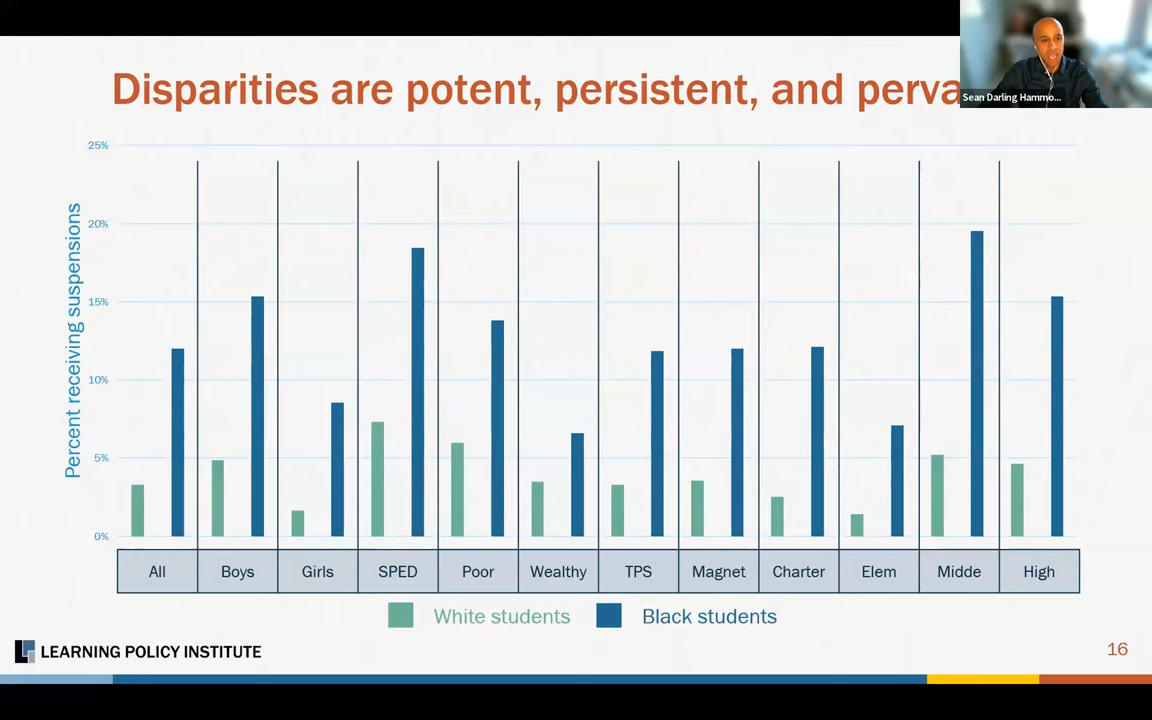 Disparities are potent, persistent, and perva
Sean Darling Hammo...
25%
20%
15%
10%
5%
0%
Percent receiving suspensions
All Boys Girls SPED Poor Wealthy TPS Magnet Charter Elem Midde High
White students Black students
LEARNING POLICY INSTITUTE
16